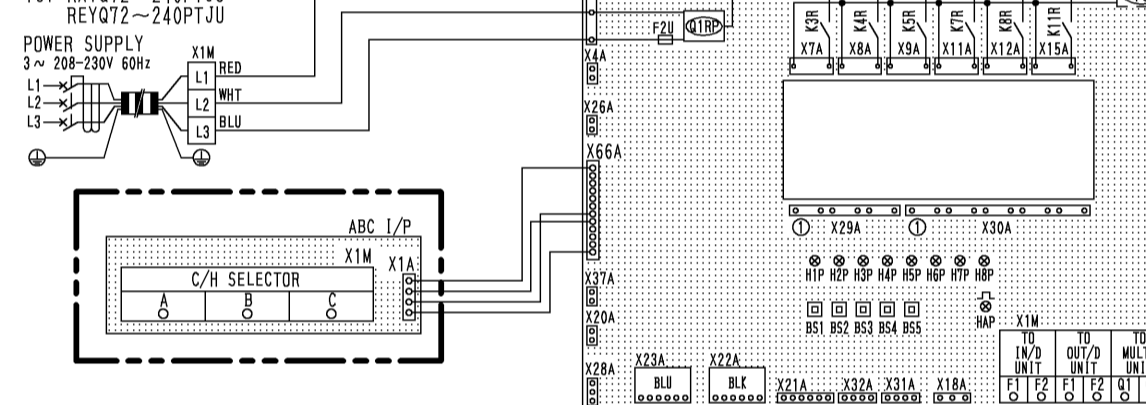 REYQ72~240PTJU
POWER SUPPLY
3~ 208-230V 60Hz
L1
L2
L3
X1M
L1 RED
L2 WHT
L3 BLU
ABC I/P
X1M X1A
C/H SELECTOR
A B C
F2U Q1RP
X4A
X26A
X66A
X37A
X20A
X28A
K3R K4R K5R K7R K8R K11R
X7A X8A X9A X11A X12A X15A
① X29A ① X30A
H1P H2P H3P H4P H5P H6P H7P H8P
BS1 BS2 BS3 BS4 BS5
HAP
X23A X22A
BLU BLK
X21A X32A X31A X18A
X1M
TO IN/D UNIT
TO OUT/D UNIT
F1 F2 F1 F2 Q1